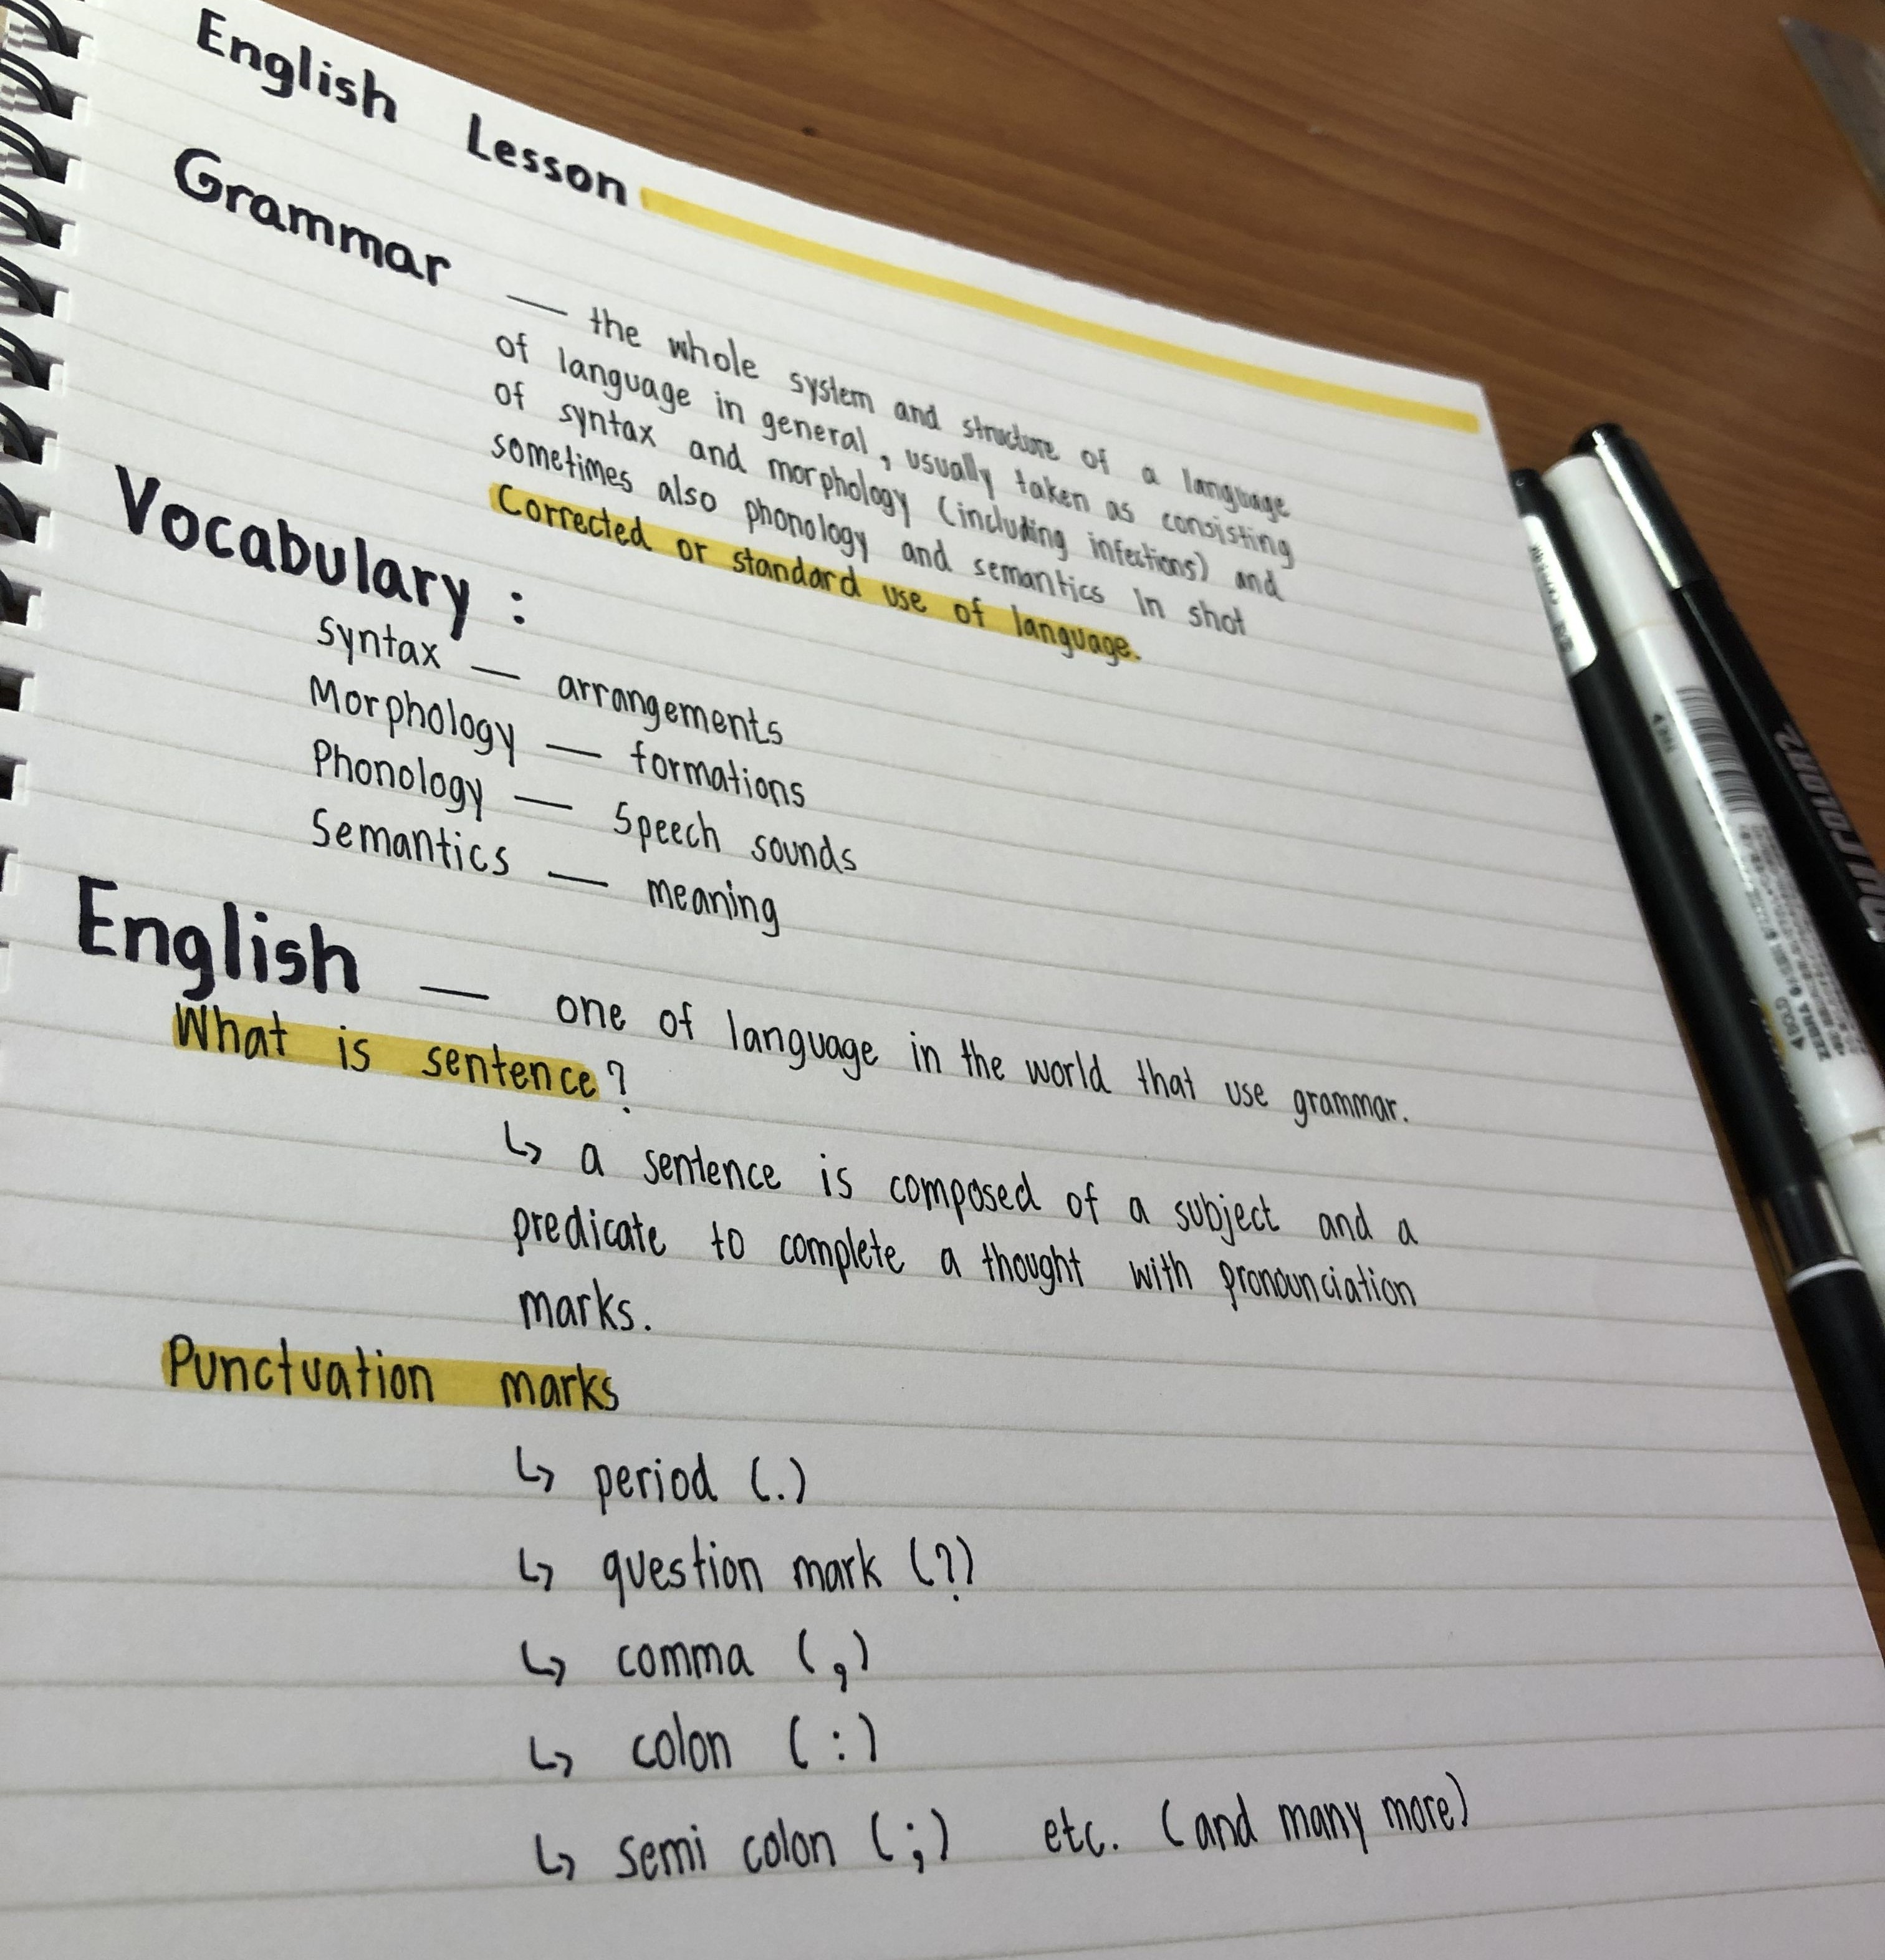 English Lesson
Grammar — the whole system and structure of a language
of language in general, usually taken as consisting
of syntax and morphology (including infections) and
sometimes also phonology and semantics In shot
Corrected or standard use of language.
Vocabulary :
syntax — arrangements
Morphology — formations
Phonology — Speech sounds
Semantics — meaning
English — one of language in the world that use grammar.
What is sentence?
↳ a sentence is composed of a subject and a
predicate to complete a thought with pronounciation
marks.
Punctuation marks
↳ period (.)
↳ question mark (?)
↳ comma (,)
↳ colon (:)
↳ semi colon (;) etc. (and many more)
ZEBRA